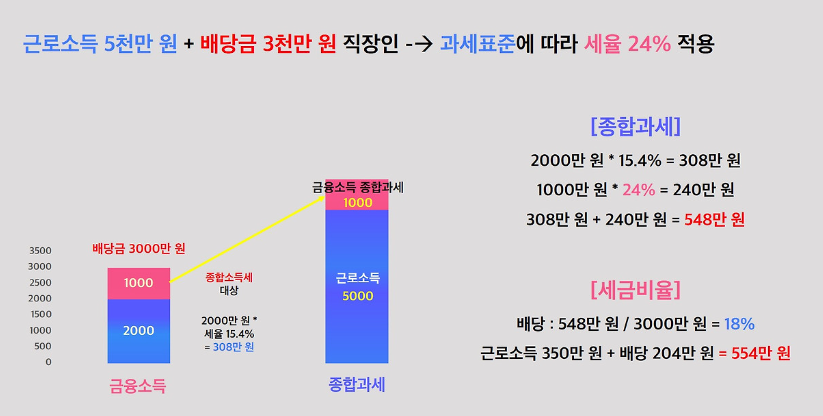 근로소득 5천만 원 + 배당금 3천만 원 직장인 -→ 과세표준에 따라 세율 24% 적용
[종합과세]
2000만 원 * 15.4% = 308만 원
1000만 원 * 24% = 240만 원
308만 원 + 240만 원 = 548만 원
금융소득 종합과세
1000
배당금 3000만 원
3500
3000
2500
2000
1500
1000
500
0
1000
2000
종합소득세
대상
2000만 원 *
세율 15.4%
= 308만 원
근로소득
5000
금융소득
종합과세
[세금비율]
배당 : 548만 원 / 3000만 원 = 18%
근로소득 350만 원 + 배당 204만 원 = 554만 원